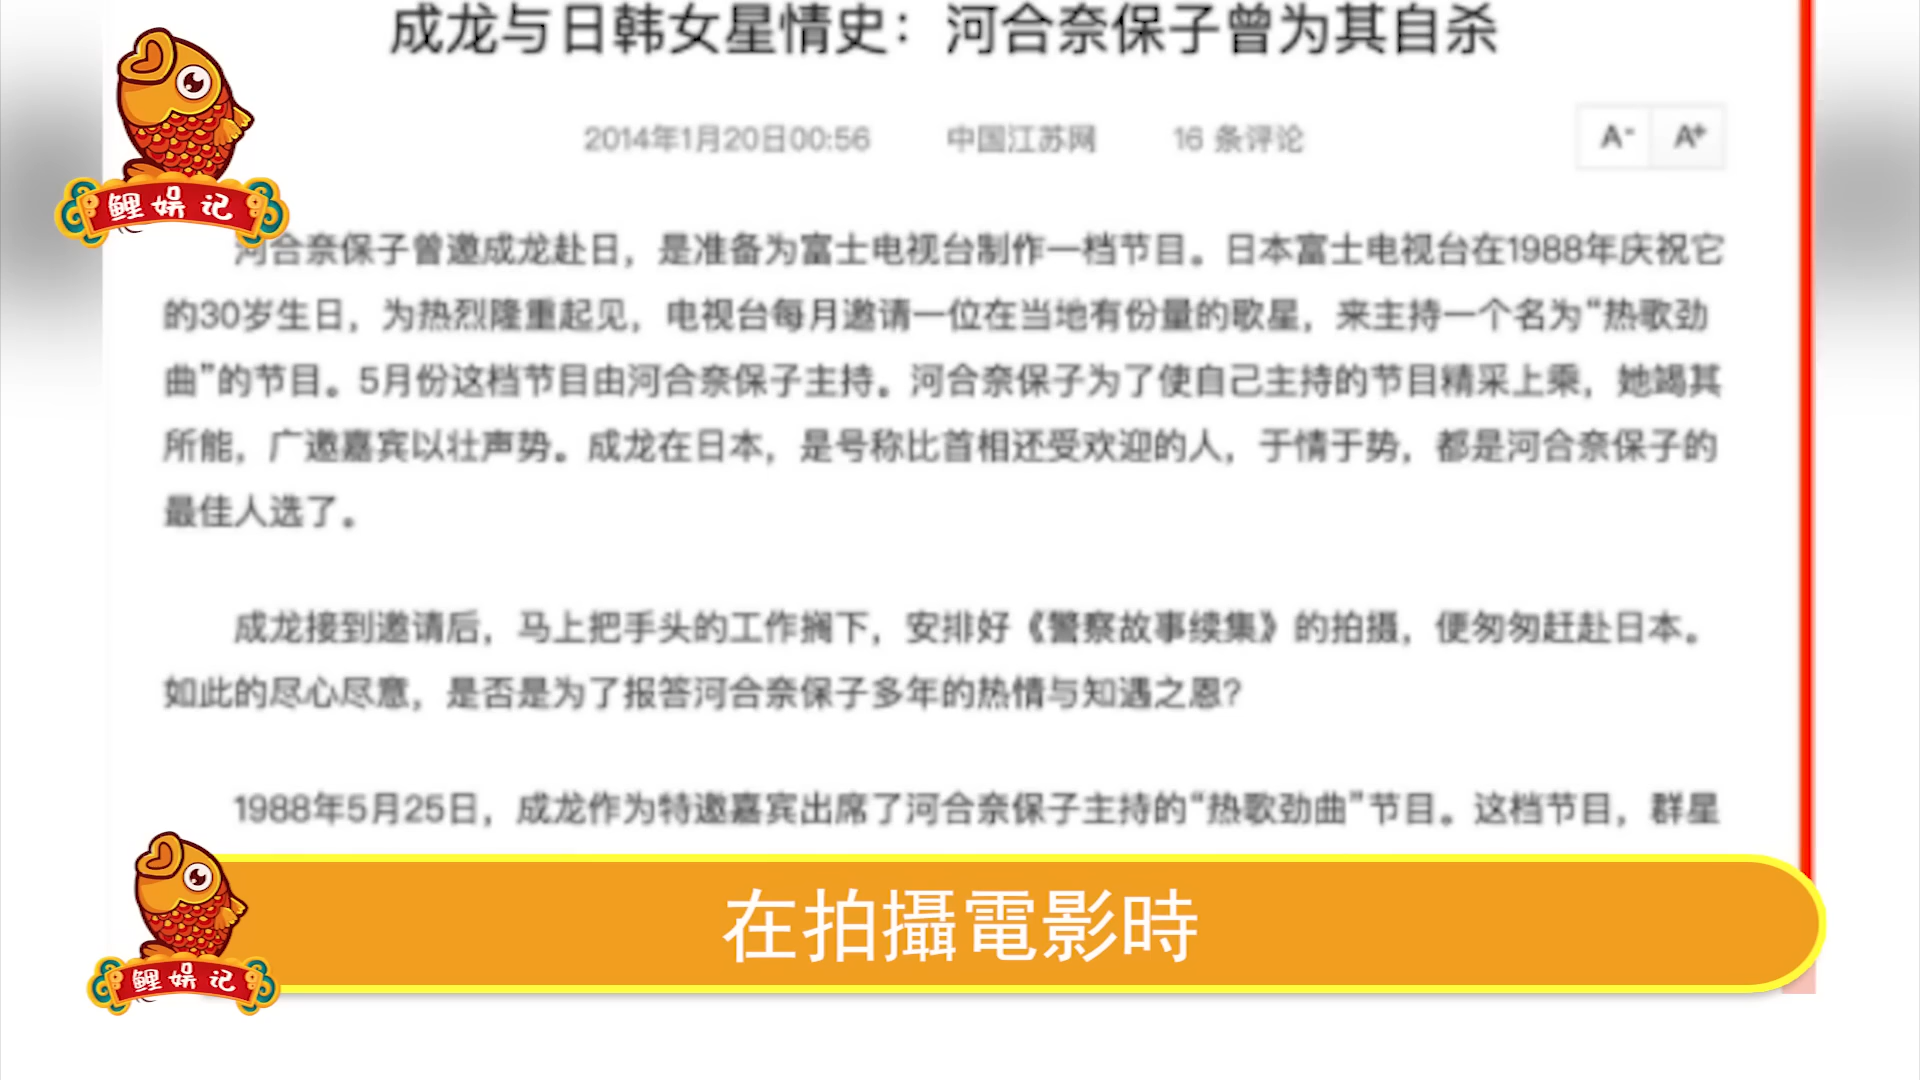 成龙与日韩女星情史：河合奈保子曾为其自杀
2014年1月20日00:56 中国江苏网 16 条评论 A- A+
鲤娱记
河合奈保子曾邀成龙赴日，是准备为富士电视台制作一档节目。日本富士电视台在1988年庆祝它
的30岁生日，为热烈隆重起见，电视台每月邀请一位在当地有份量的歌星，来主持一个名为“热歌劲
曲”的节目。5月份这档节目由河合奈保子主持。河合奈保子为了使自己主持的节目精采上乘，她竭其
所能，广邀嘉宾以壮声势。成龙在日本，是号称比首相还受欢迎的人，于情于势，都是河合奈保子的
最佳人选了。
成龙接到邀请后，马上把手头的工作搁下，安排好《警察故事续集》的拍摄，便匆匆赶赴日本。
如此的尽心尽意，是否是为了报答河合奈保子多年的热情与知遇之恩？
1988年5月25日，成龙作为特邀嘉宾出席了河合奈保子主持的“热歌劲曲”节目。这档节目，群星
在拍攝電影時
鲤娱记